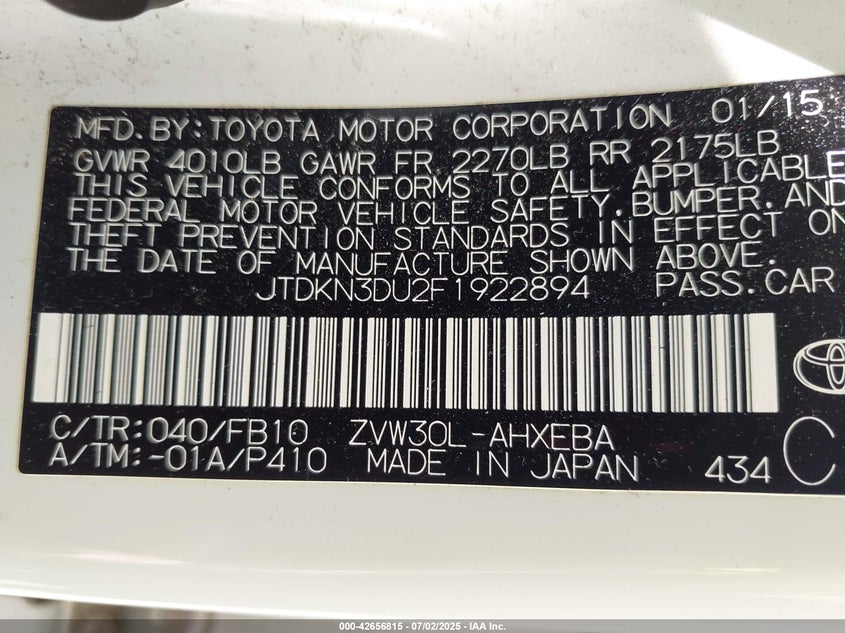 MFD. BY: TOYOTA MOTOR CORPORATION 01/15
GVWR 4010LB GAWR FR 2270LB RR 2175LB
THIS VEHICLE CONFORMS TO ALL APPLICABLE
FEDERAL MOTOR VEHICLE SAFETY, BUMPER, AND
THEFT PREVENTION STANDARDS IN EFFECT ON
THE DATE OF MANUFACTURE SHOWN ABOVE.
JTDKN3DU2F1922894 PASS. CAR
C/TR: 040/FB10 ZVW30L-AHXEBA
A/TM: -01A/P410 MADE IN JAPAN 434 C
000-42656815 - 07/02/2025 - IAA Inc.